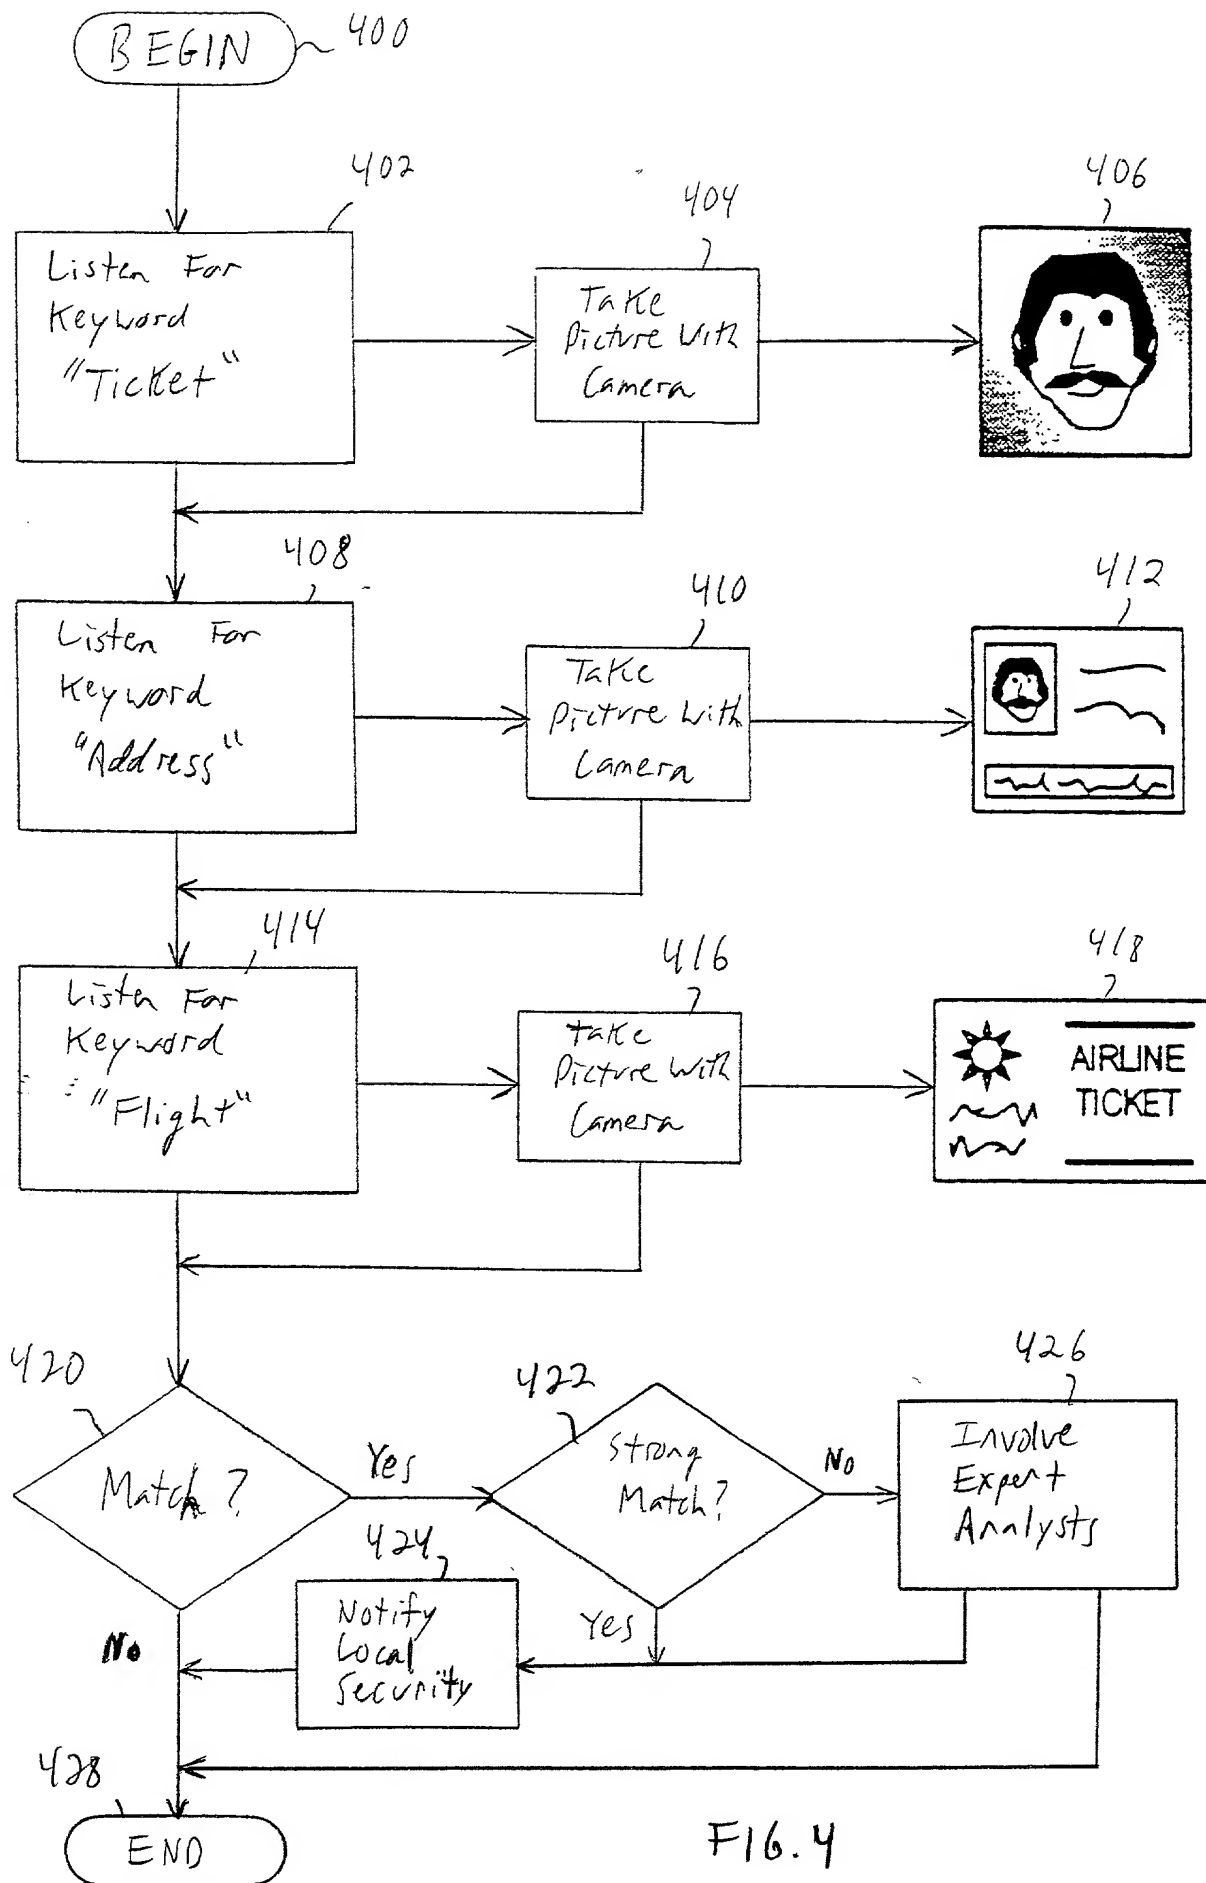 BEGIN
400
402
Listen For
Keyword
"Ticket"
404
Take
Picture With
Camera
406
408
Listen For
Keyword
"Address"
410
Take
Picture With
Camera
412
414
Listen For
Keyword
"Flight"
416
Take
Picture With
Camera
418
AIRLINE
TICKET
420
Match?
Yes
No
422
Strong
Match?
No
Yes
426
Involve
Expert
Analysts
424
Notify
Local
Security
428
END
FIG. 4